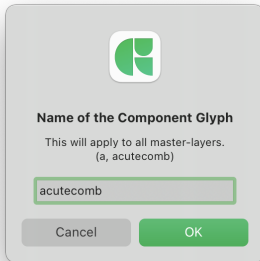 Name of the Component Glyph
This will apply to all master-layers.
(a, acutecomb)
acutecomb
Cancel OK